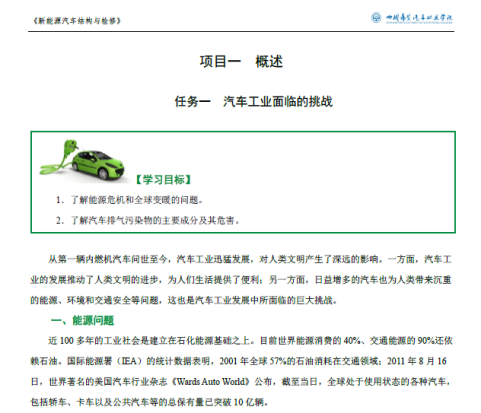 《新能源汽车结构与检修》
项目一 概述
任务一 汽车工业面临的挑战
【学习目标】
1．了解能源危机和全球变暖的问题。
2．了解汽车排气污染物的主要成分及其危害。
从第一辆内燃机汽车问世至今，汽车工业迅猛发展，对人类文明产生了深远的影响。一方面，汽车工
业的发展推动了人类文明的进步，为人们生活提供了便利；另一方面，日益增多的汽车也为人类带来沉重
的能源、环境和交通安全等问题，这也是汽车工业发展中所面临的巨大挑战。
一、能源问题
近 100 多年的工业社会是建立在石化能源基础之上。目前世界能源消费的 40%、交通能源的 90%还依
赖石油。国际能源署（IEA）的统计数据表明，2001 年全球 57%的石油消耗在交通领域；2011 年 8 月 16
日，世界著名的美国汽车行业杂志《Wards Auto World》公布，截至当日，全球处于使用状态的各种汽车，
包括轿车、卡车以及公共汽车等的总保有量已突破 10 亿辆。